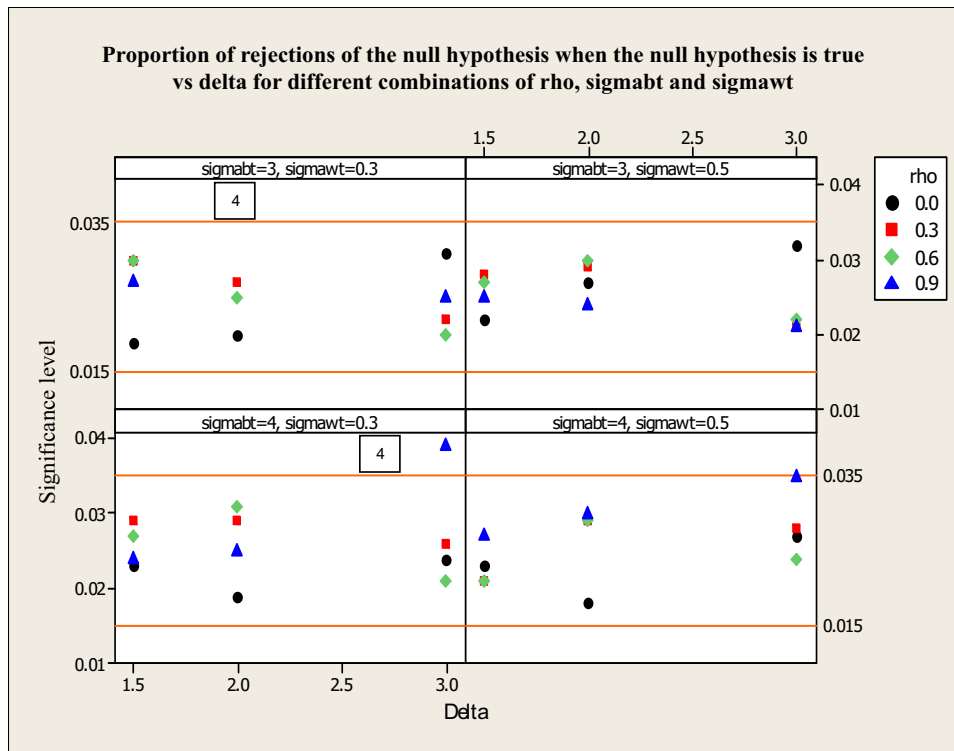 Proportion of rejections of the null hypothesis when the null hypothesis is true
vs delta for different combinations of rho, sigmabt and sigmawt
1.5 2.0 2.5 3.0
sigmabt=3, sigmawt=0.3 sigmabt=3, sigmawt=0.5
4
0.035
0.015
0.04
0.03
0.02
0.01
rho
0.0
0.3
0.6
0.9
Significance level
sigmabt=4, sigmawt=0.3 sigmabt=4, sigmawt=0.5
4
0.04
0.03
0.02
0.01
0.035
0.015
1.5 2.0 2.5 3.0
Delta